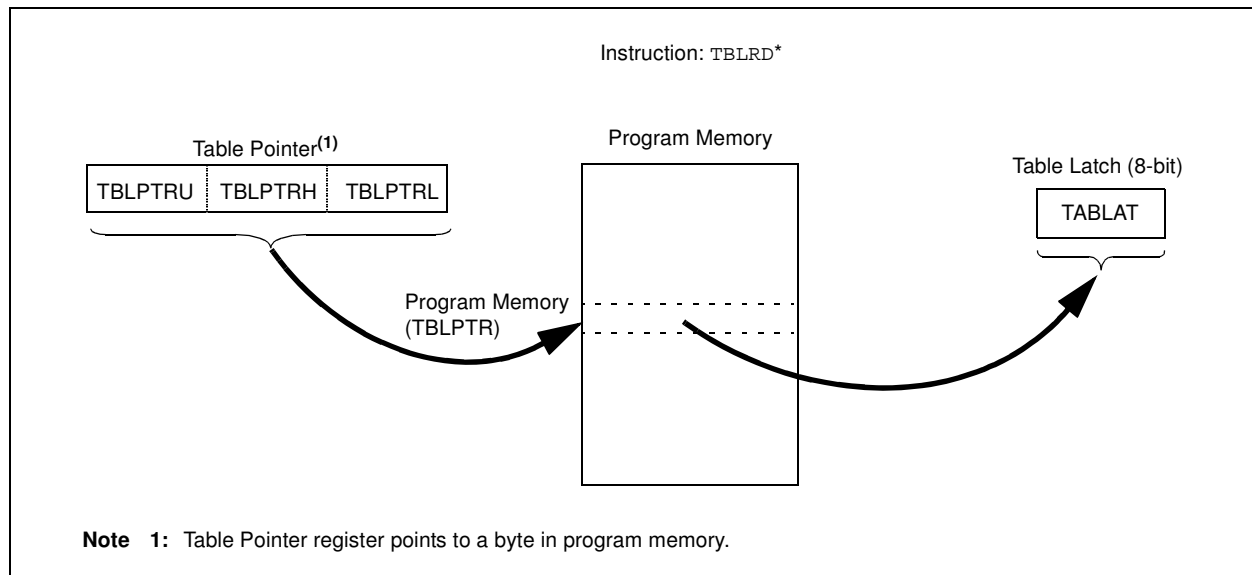 Instruction: TBLRD*
Table Pointer(1)
TBLPTRU TBLPTRH TBLPTRL
Program Memory
Table Latch (8-bit)
TABLAT
Program Memory
(TBLPTR)
Note 1: Table Pointer register points to a byte in program memory.